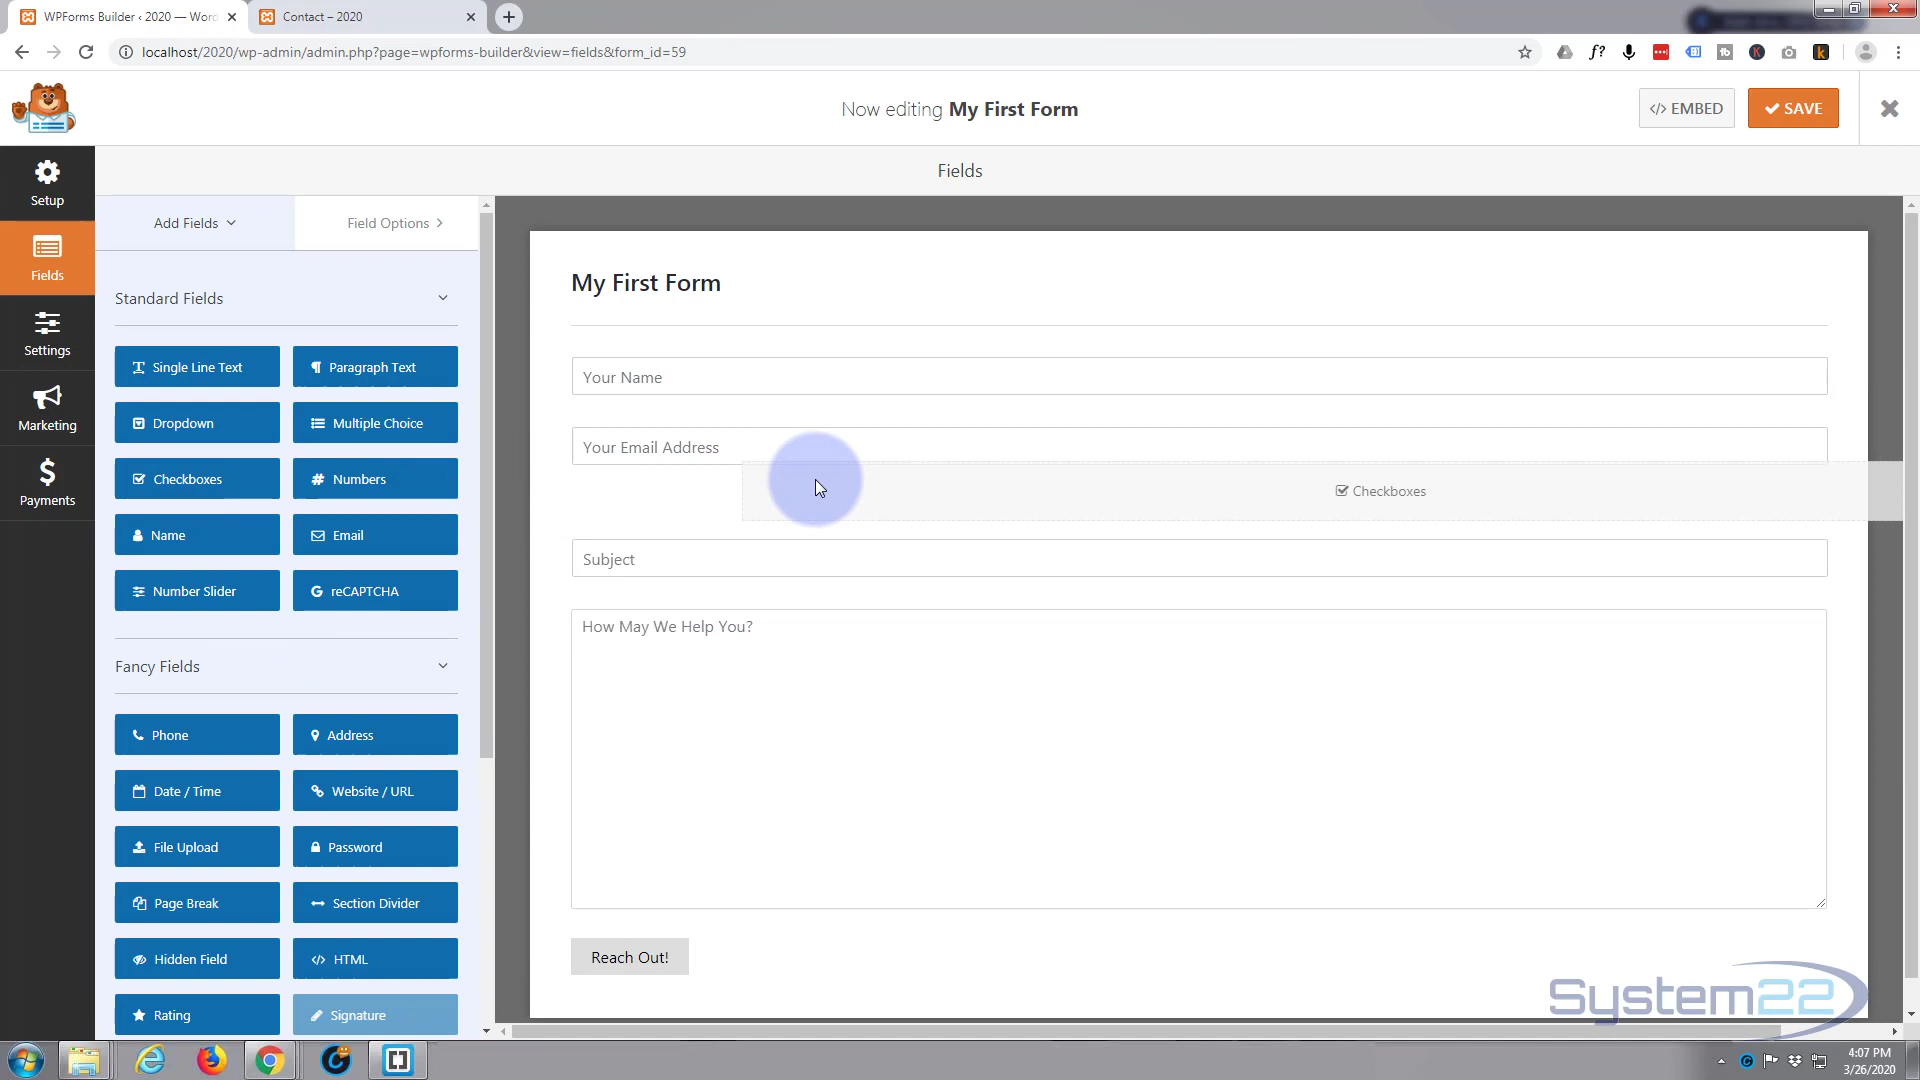 WPForms Builder ‹ 2020 — Word
Contact – 2020
localhost/2020/wp-admin/admin.php?page=wpforms-builder&view=fields&form_id=59
Now editing My First Form
</> EMBED
SAVE
Setup
Fields
Settings
Marketing
Payments
Fields
Add Fields
Field Options
Standard Fields
Single Line Text
Paragraph Text
Dropdown
Multiple Choice
Checkboxes
Numbers
Name
Email
Number Slider
reCAPTCHA
Fancy Fields
Phone
Address
Date / Time
Website / URL
File Upload
Password
Page Break
Section Divider
Hidden Field
HTML
Rating
Signature
My First Form
Your Name
Your Email Address
Checkboxes
Subject
How May We Help You?
Reach Out!
System22
4:07 PM
3/26/2020